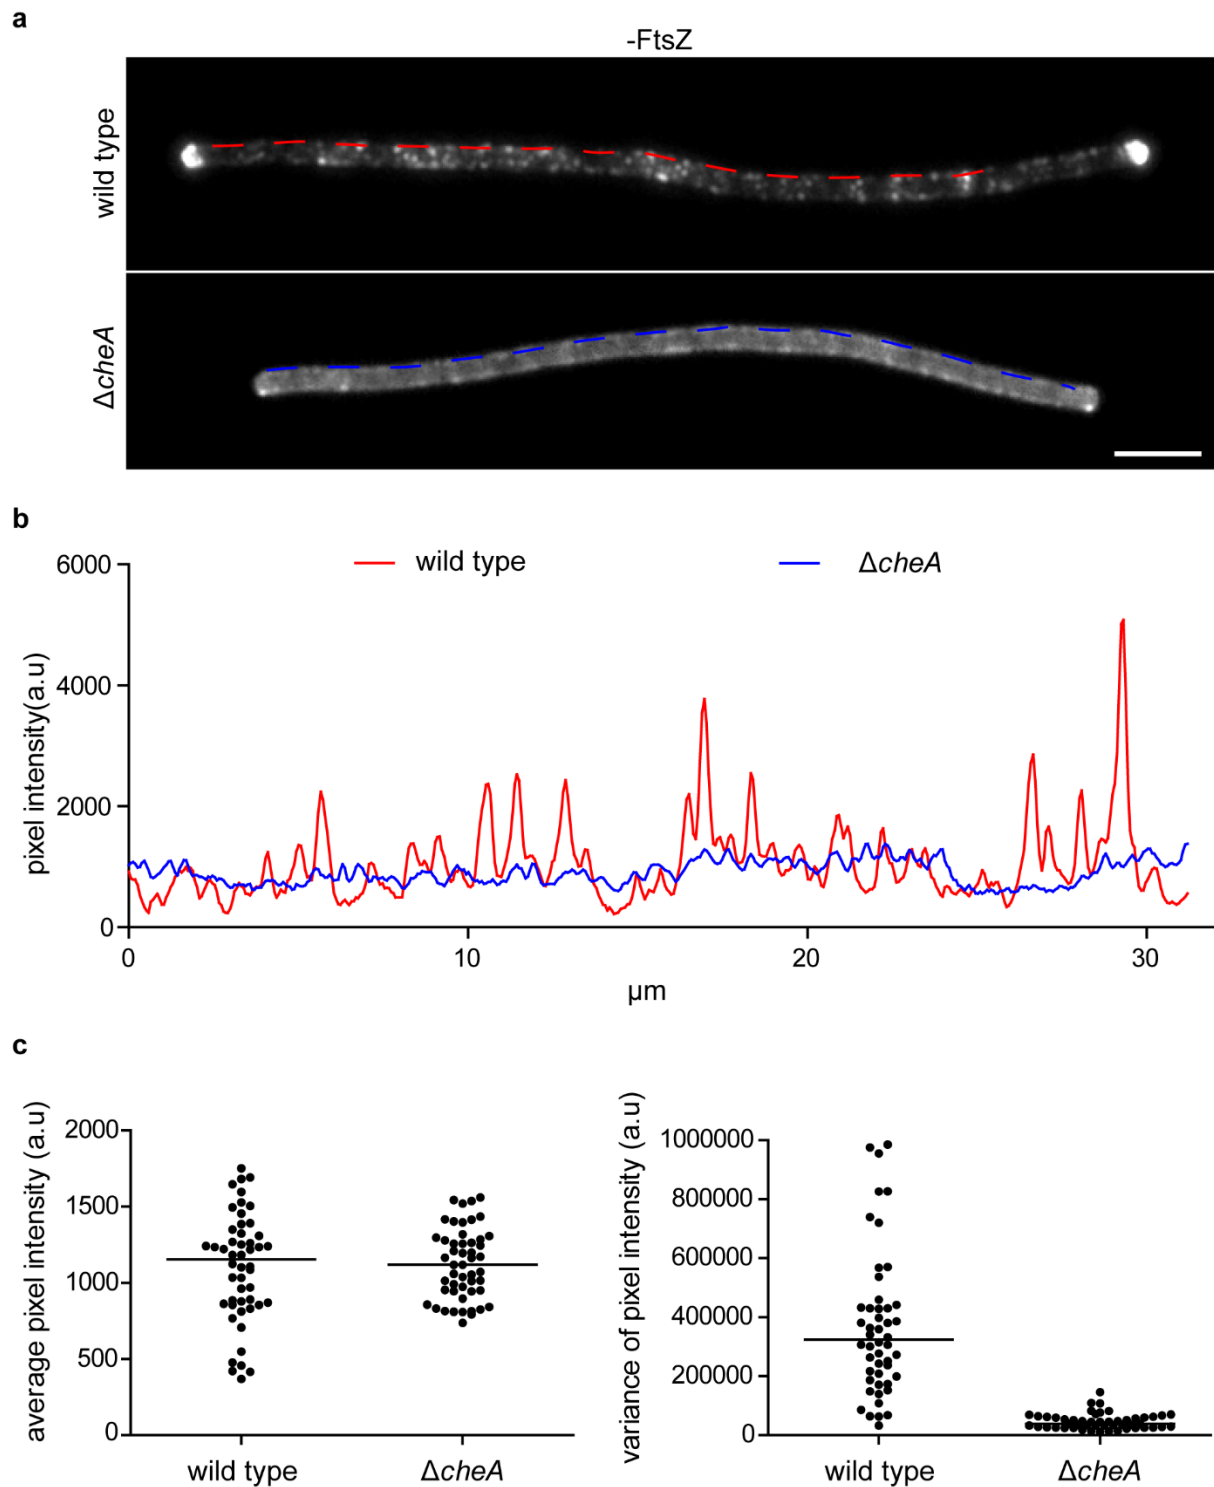 a
-FtsZ
wild type
ΔcheA
b
wild type
ΔcheA
6000
4000
2000
0
pixel intensity(a.u)
0
10
20
30
µm
c
2000
1500
1000
500
0
average pixel intensity (a.u)
wild type
ΔcheA
1000000
800000
600000
400000
200000
0
variance of pixel intensity (a.u)
wild type
ΔcheA